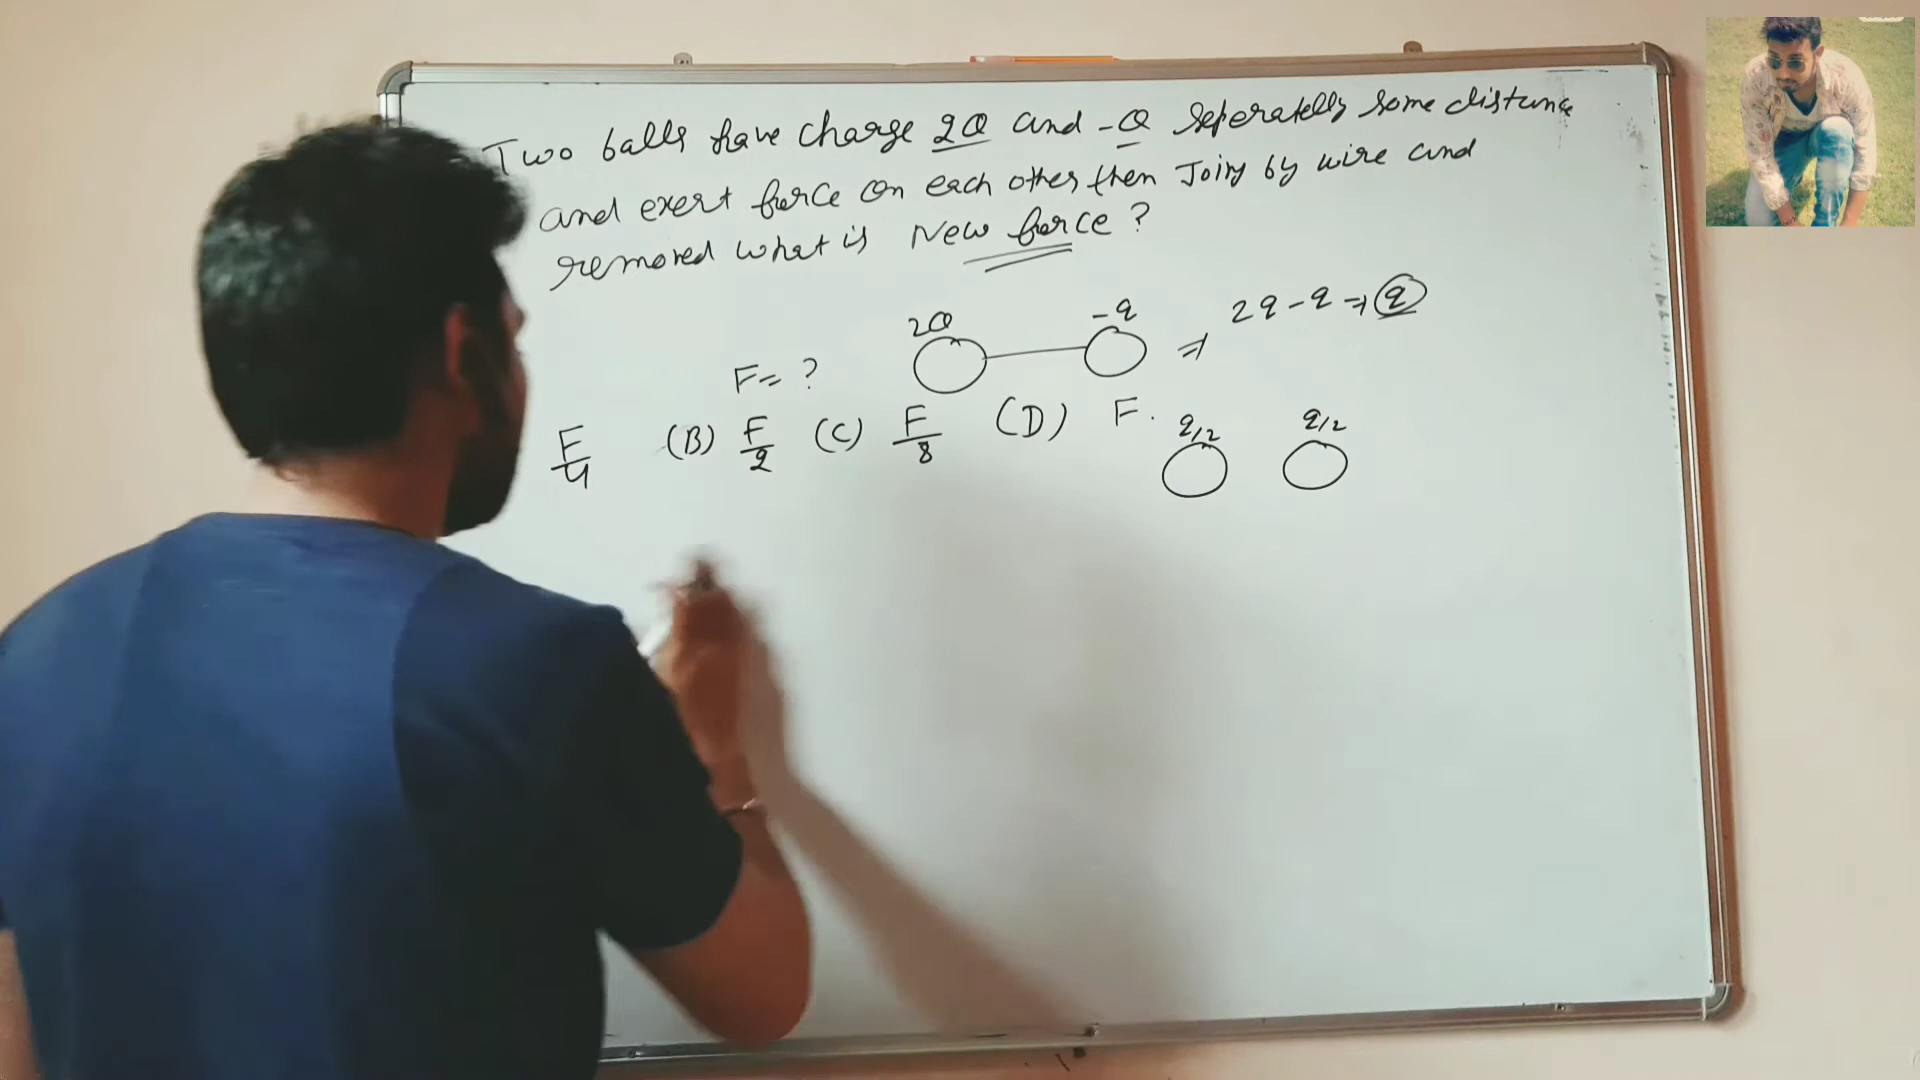 Two balls have charge 2Q and -Q seperatelly some distance
and exert force on each other then Joing by wire and
removed what is New force ?
2Q -q ⇒ 2q - q ⇒ q
F = ?
F/4 (B) F/2 (C) F/8 (D) F.
q/2 q/2